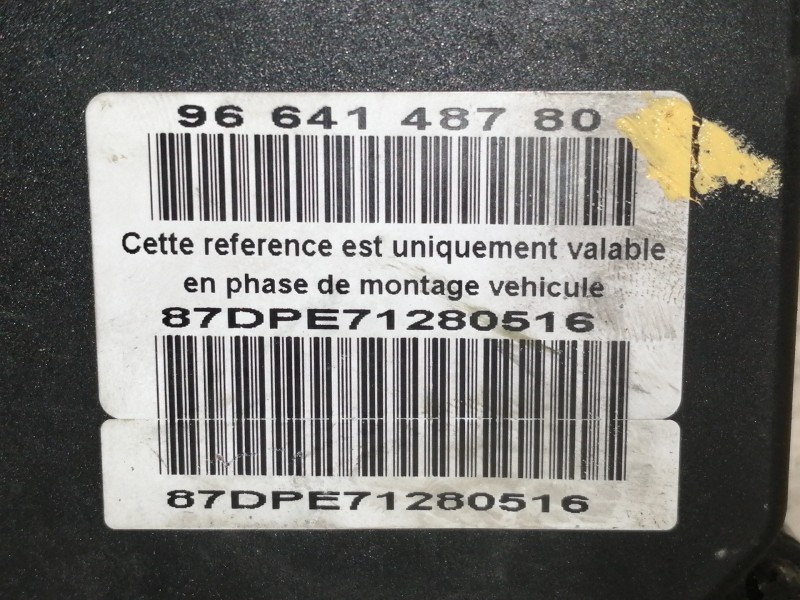 96 641 487 80
Cette reference est uniquement valable
en phase de montage vehicule
87DPE71280516
87DPE71280516